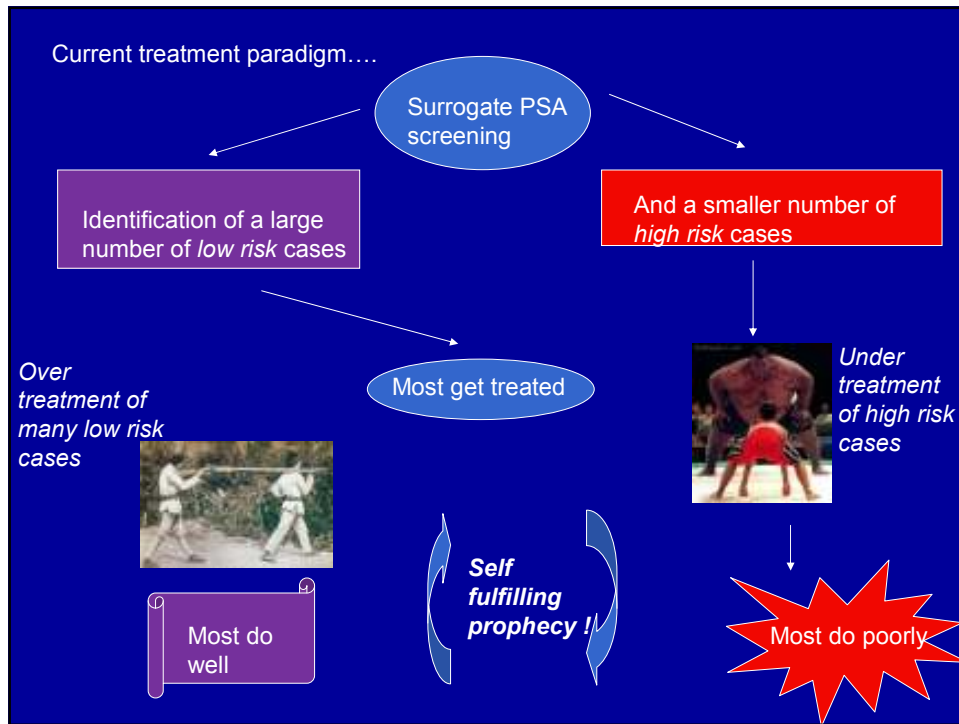 Current treatment paradigm....
Surrogate PSA
screening
Identification of a large
number of low risk cases
And a smaller number of
high risk cases
Most get treated
Over
treatment of
many low risk
cases
Under
treatment
of high risk
cases
Self
fulfilling
prophecy !
Most do
well
Most do poorly